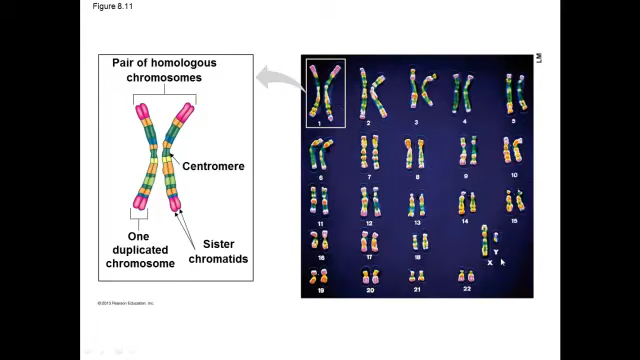 Figure 8.11
Pair of homologous
chromosomes
Centromere
One
duplicated
chromosome
Sister
chromatids
LM
1 2 3 4 5
6 7 8 9 10
11 12 13 14 15
16 17 18
X Y
19 20 21 22
© 2013 Pearson Education, Inc.